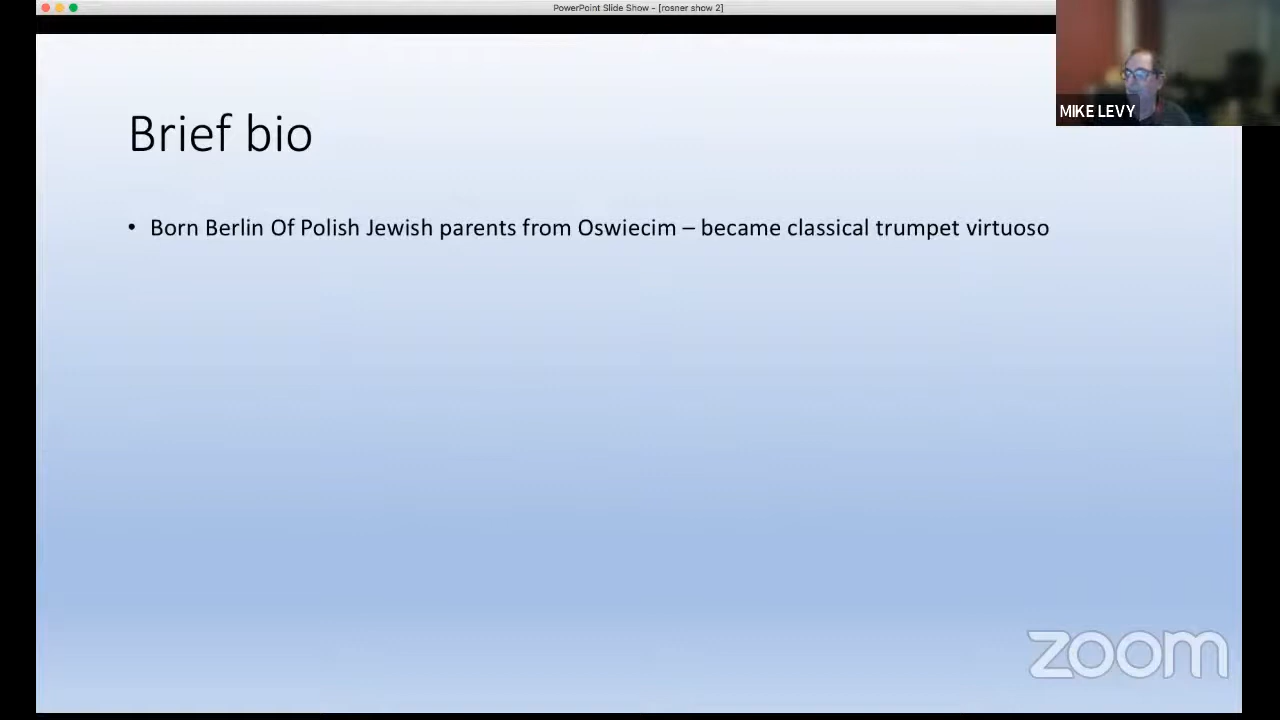 PowerPoint Slide Show - [rosner show 2]
MIKE LEVY
Brief bio
• Born Berlin Of Polish Jewish parents from Oswiecim – became classical trumpet virtuoso
zoom